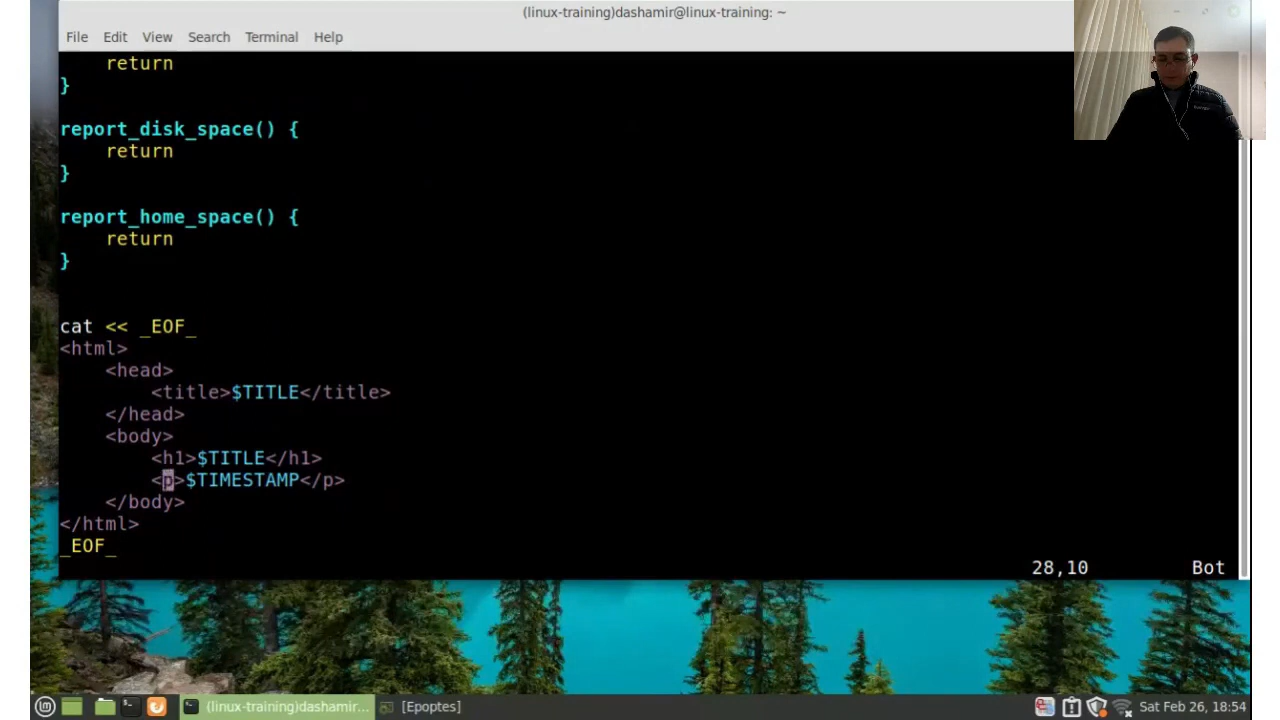 (linux-training)dashamir@linux-training: ~
File Edit View Search Terminal Help
return
}
report_disk_space() {
return
}
report_home_space() {
return
}
cat << _EOF_
<html>
<head>
<title>$TITLE</title>
</head>
<body>
<h1>$TITLE</h1>
<p>$TIMESTAMP</p>
</body>
</html>
_EOF_
28,10 Bot
(linux-training)dashamir... [Epoptes] Sat Feb 26, 18:54